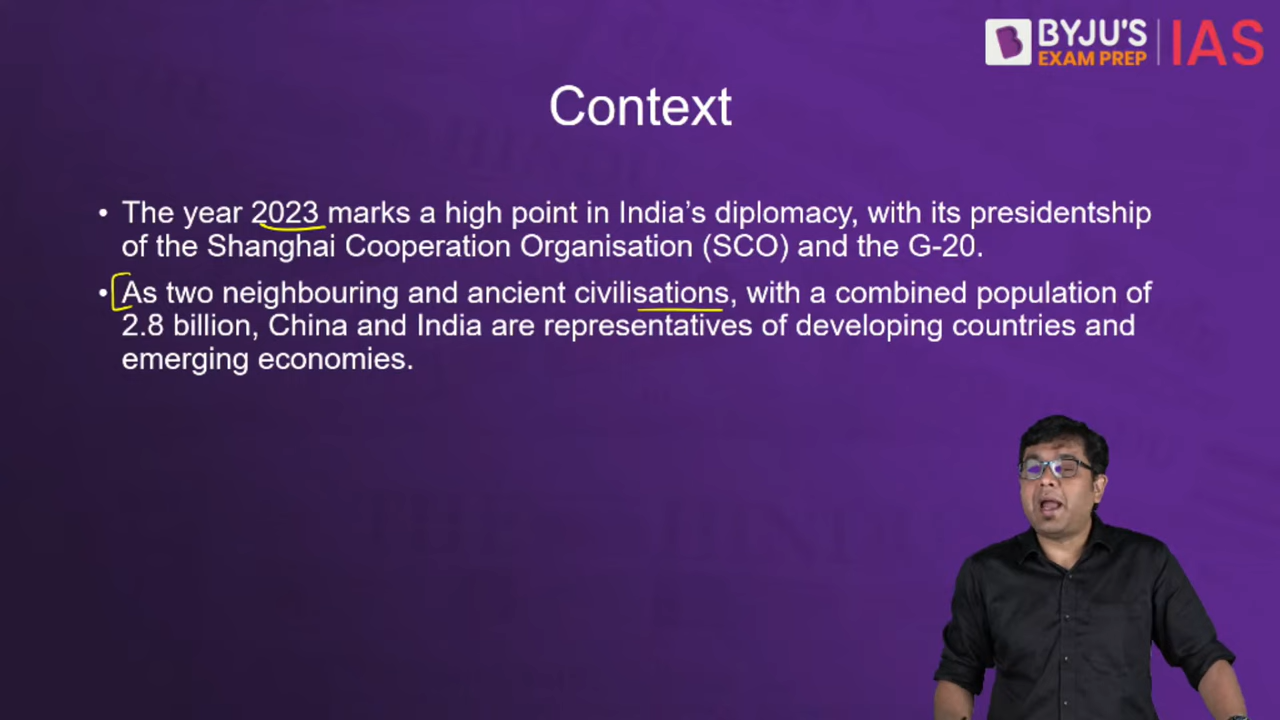 BYJU'S
EXAM PREP
IAS
Context
• The year 2023 marks a high point in India's diplomacy, with its presidentship
of the Shanghai Cooperation Organisation (SCO) and the G-20.
• As two neighbouring and ancient civilisations, with a combined population of
2.8 billion, China and India are representatives of developing countries and
emerging economies.